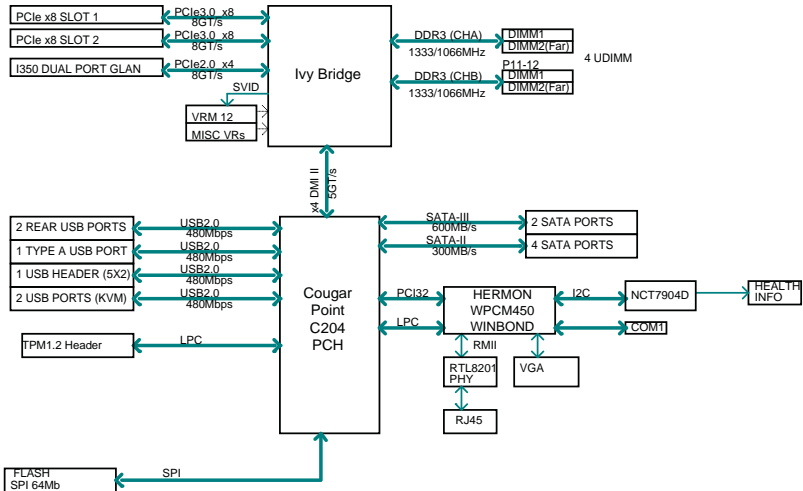 PCIe x8 SLOT 1
PCIe3.0 x8
8GT/s
PCIe x8 SLOT 2
PCIe3.0 x8
8GT/s
I350 DUAL PORT GLAN
PCIe2.0 x4
8GT/s
Ivy Bridge
DDR3 (CHA)
1333/1066MHz
DIMM1
DIMM2(Far)
4 UDIMM
P11-12
DDR3 (CHB)
1333/1066MHz
DIMM1
DIMM2(Far)
SVID
VRM 12
MISC VRs
x4 DMI II
5GT/s
2 REAR USB PORTS
USB2.0
480Mbps
1 TYPE A USB PORT
USB2.0
480Mbps
1 USB HEADER (5X2)
USB2.0
480Mbps
2 USB PORTS (KVM)
USB2.0
480Mbps
TPM1.2 Header
LPC
Cougar
Point
C204
PCH
SATA-III
600MB/s
2 SATA PORTS
SATA-II
300MB/s
4 SATA PORTS
PCI32
LPC
HERMON
WPCM450
WINBOND
I2C
NCT7904D
HEALTH
INFO
COM1
RMII
RTL8201
PHY
VGA
RJ45
FLASH
SPI 64Mb
SPI